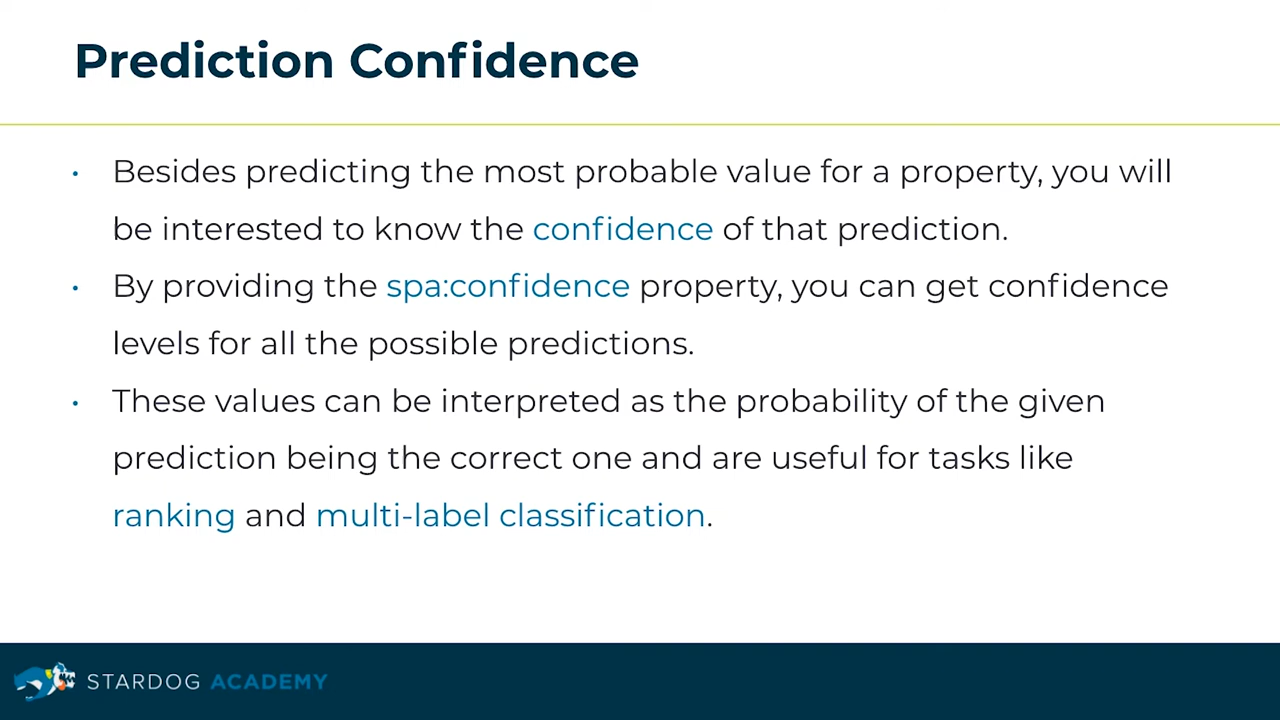 Prediction Confidence
• Besides predicting the most probable value for a property, you will
be interested to know the confidence of that prediction.
• By providing the spa:confidence property, you can get confidence
levels for all the possible predictions.
• These values can be interpreted as the probability of the given
prediction being the correct one and are useful for tasks like
ranking and multi-label classification.
STARDOG ACADEMY